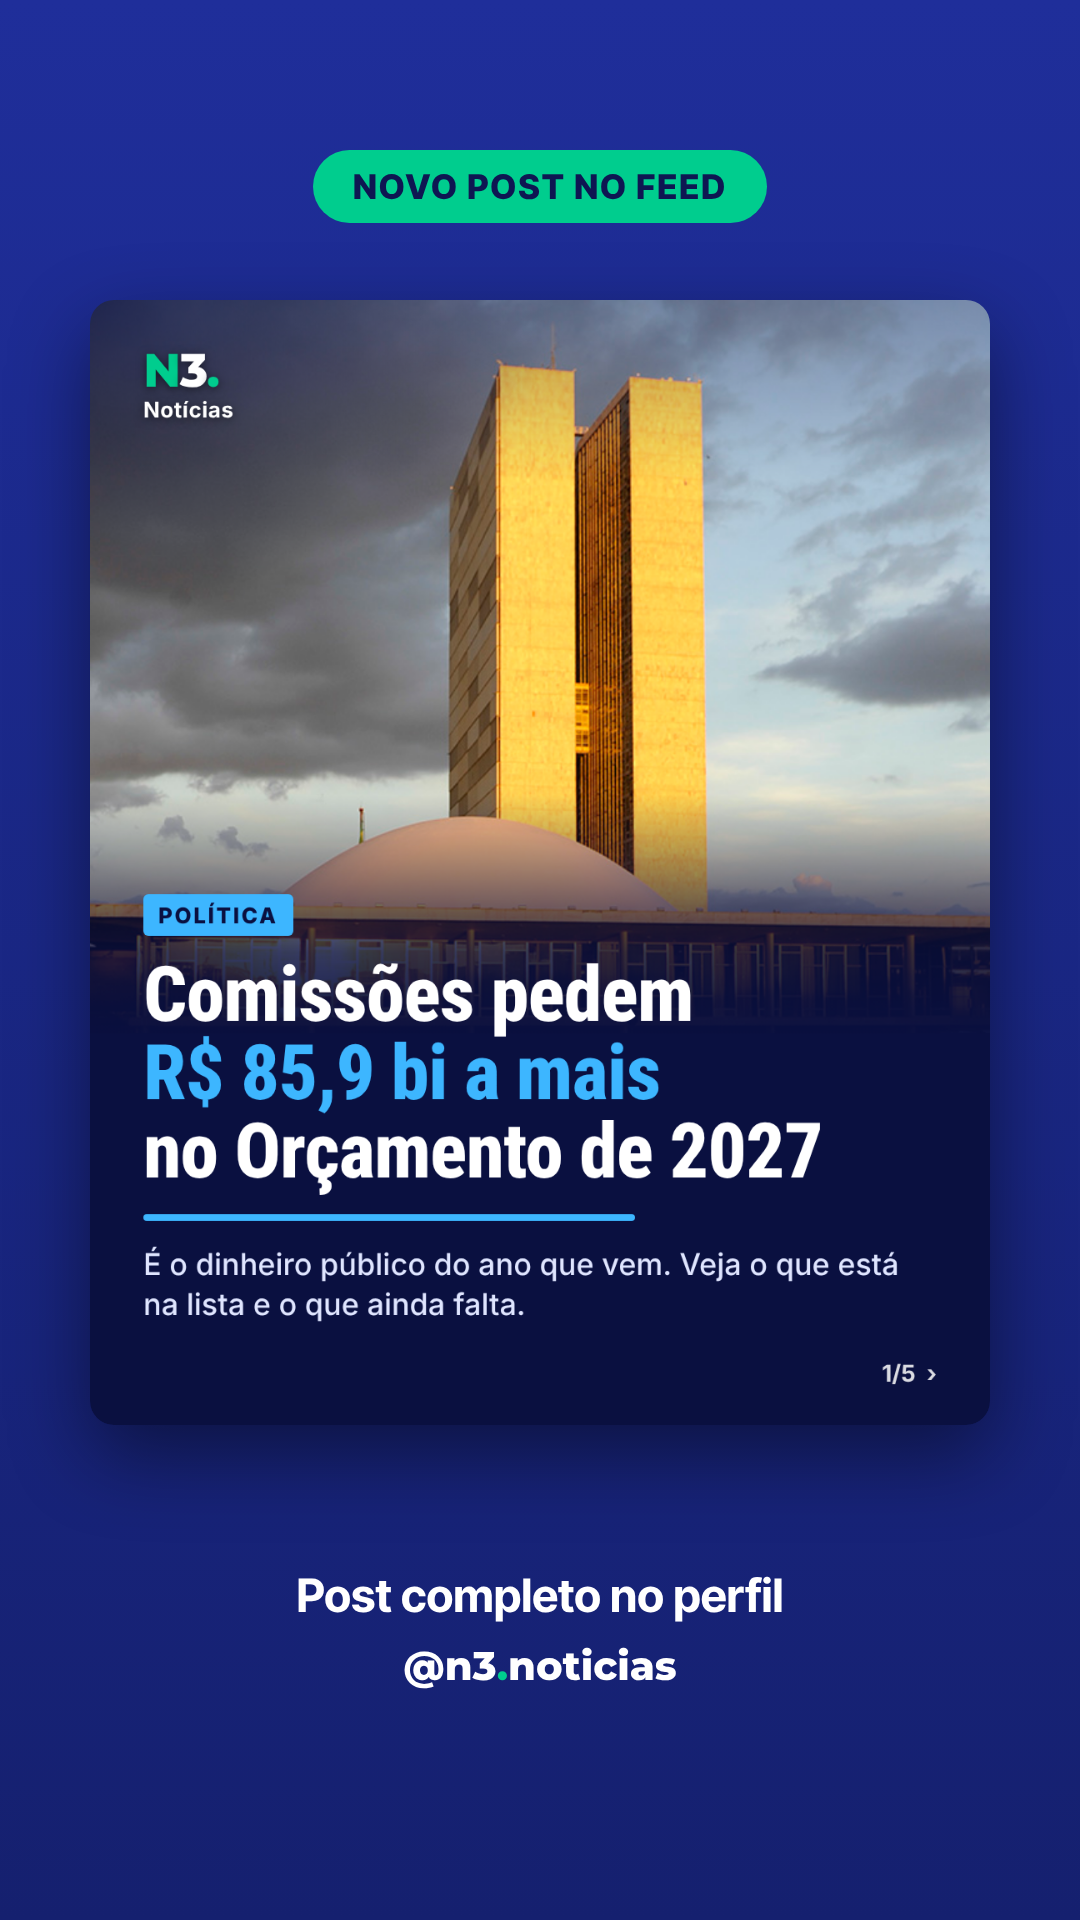 NOVO POST NO FEED
N3.
Notícias
POLÍTICA
Comissões pedem
R$ 85,9 bi a mais
no Orçamento de 2027
É o dinheiro público do ano que vem. Veja o que está
na lista e o que ainda falta.
1/5 ›
Post completo no perfil
@n3.noticias